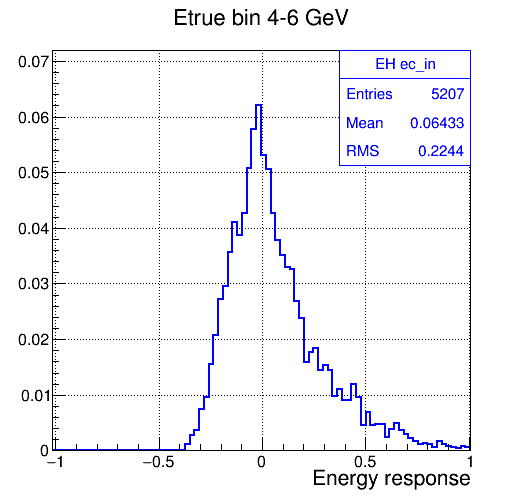 Etrue bin 4-6 GeV
EH ec_in
Entries 5207
Mean 0.06433
RMS 0.2244
0.07
0.06
0.05
0.04
0.03
0.02
0.01
0
−1 −0.5 0 0.5 1
Energy response